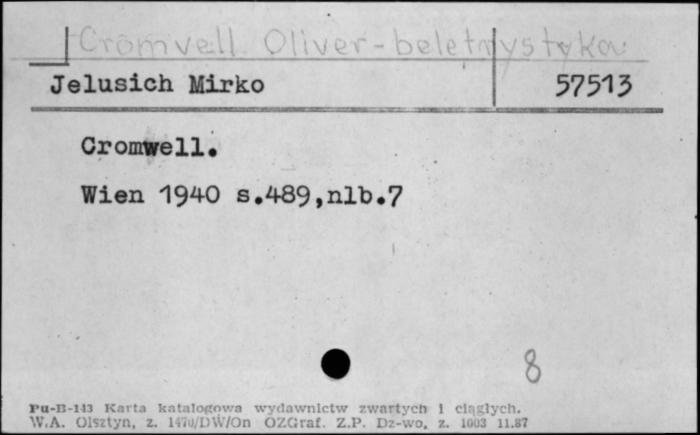 Cromvell Oliver - beletrystyka
Jelusich Mirko 57513
Cromwell.
Wien 1940 s.489,nlb.7
8
Pu-B-143 Karta katalogowa wydawnictw zwartych i ciągłych.
W.A. Olsztyn, z. 1470/DW/On OZGraf. Z.P. Dz-wo, z. 1003 11.87